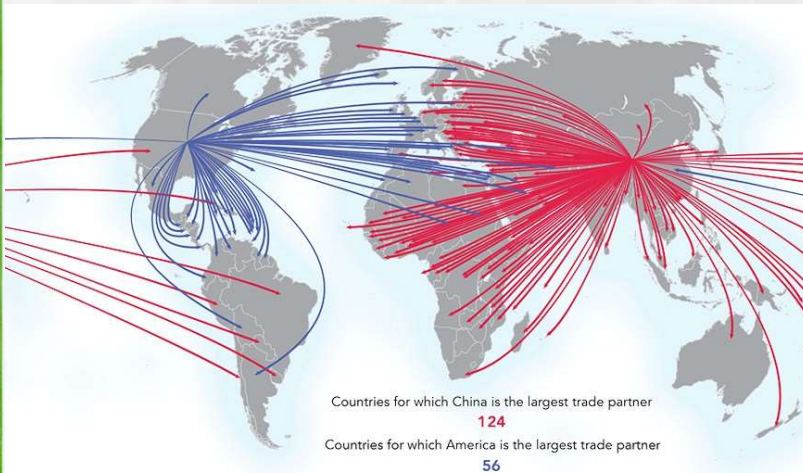 Countries for which China is the largest trade partner
124
Countries for which America is the largest trade partner
56